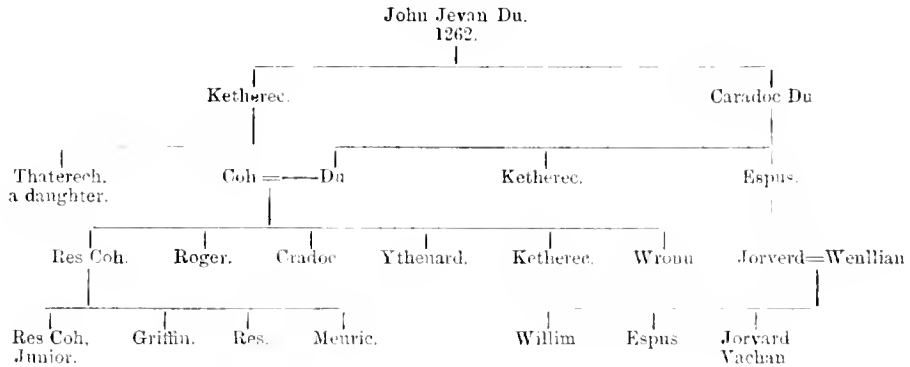 John Jevan Du.
1262.
Ketherec. Caradoc Du
Thaterech. Coh = — Du Ketherec. Espus.
a daughter.
Res Coh. Roger. Cradoc Ythenard. Ketherec. Wronu Jorverd=Wenllian
Res Coh, Griffin. Res. Meuric. Willim Espus Jorvard
Junior. Vachan